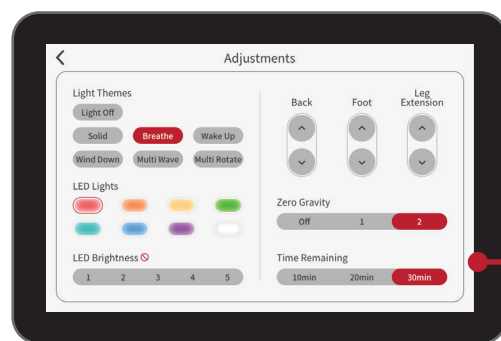 Adjustments
Light Themes
Light Off
Solid Breathe Wake Up
Wind Down Multi Wave Multi Rotate
LED Lights
LED Brightness
1 2 3 4 5
Back Foot Leg Extension
Zero Gravity
Off 1 2
Time Remaining
10min 20min 30min